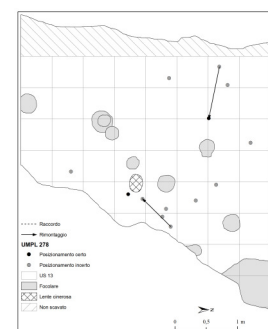 Raccordo
Rimontaggio
UMPL 278
Posizionamento certo
Posizionamento incerto
US 13
Focolare
Lente cinerosa
Non scavato
N
0 0,5 1 m